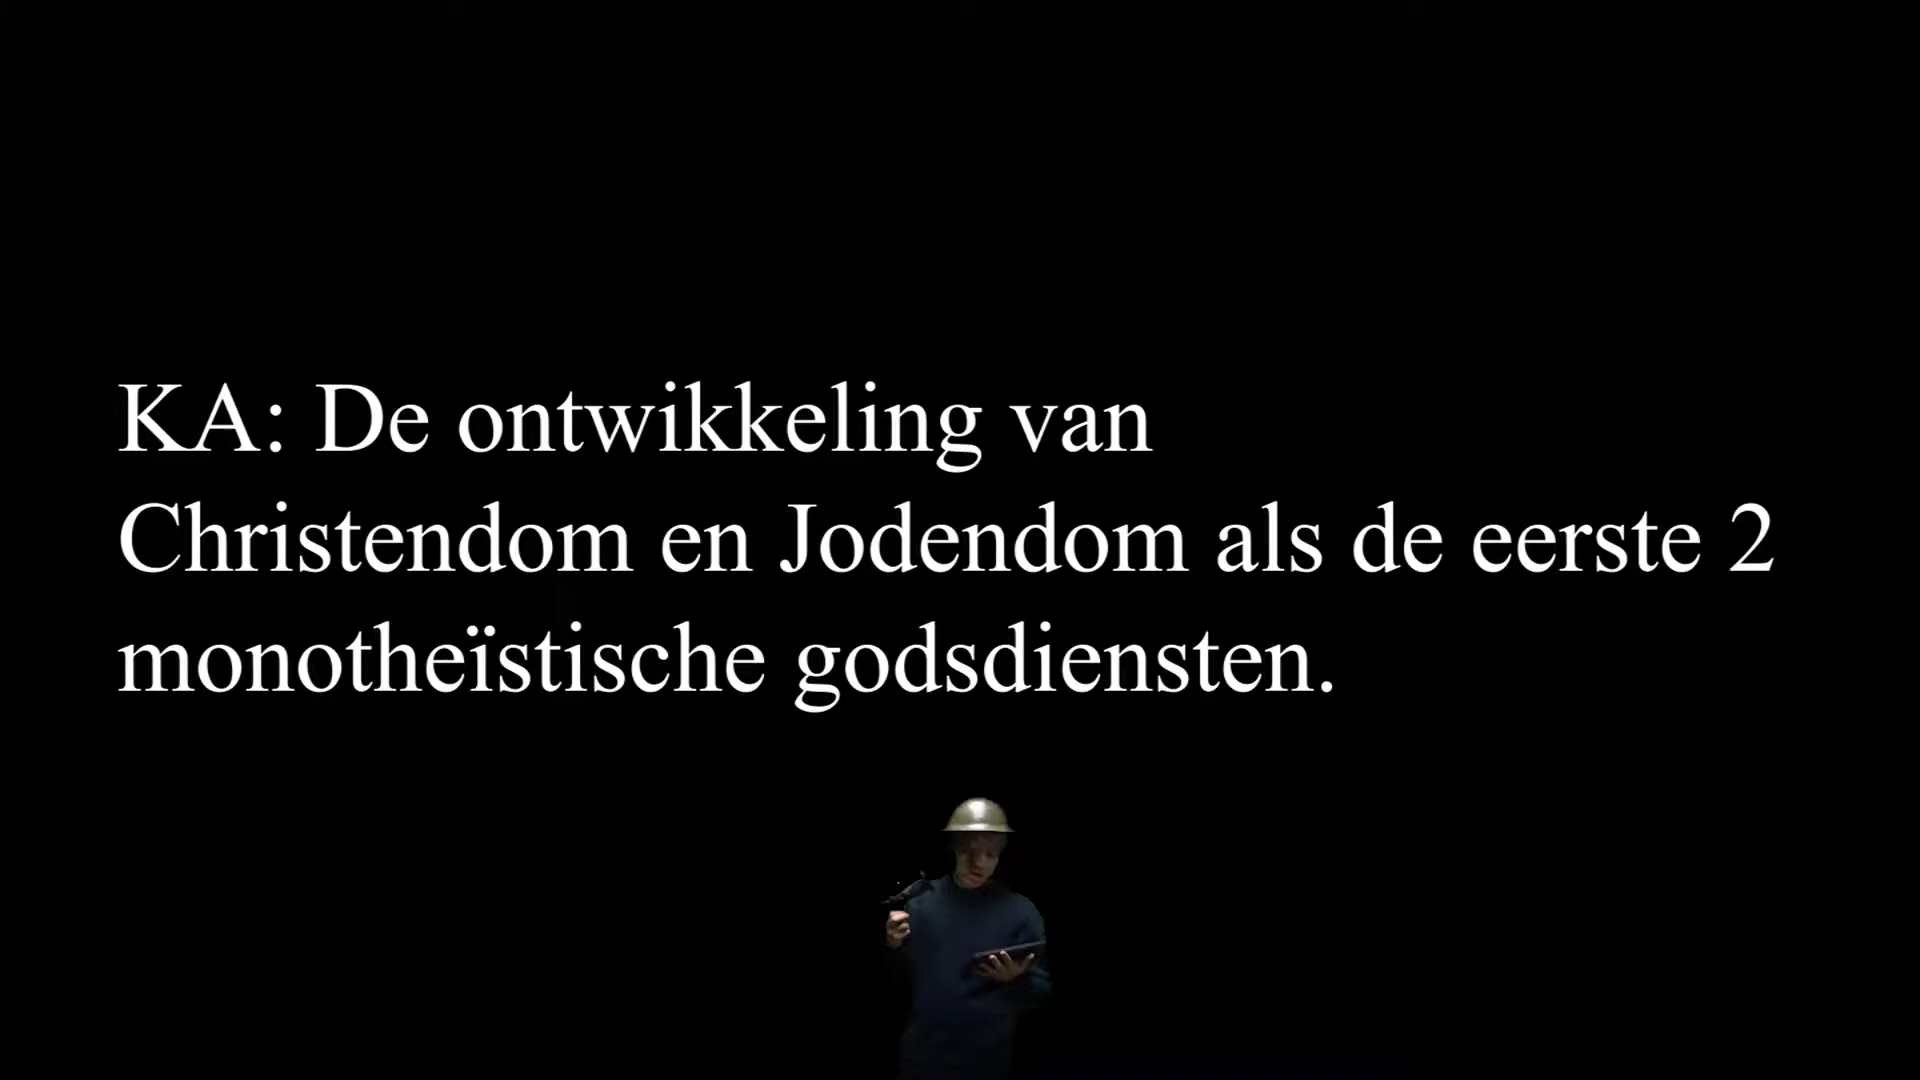 KA: De ontwikkeling van
Christendom en Jodendom als de eerste 2
monotheïstische godsdiensten.